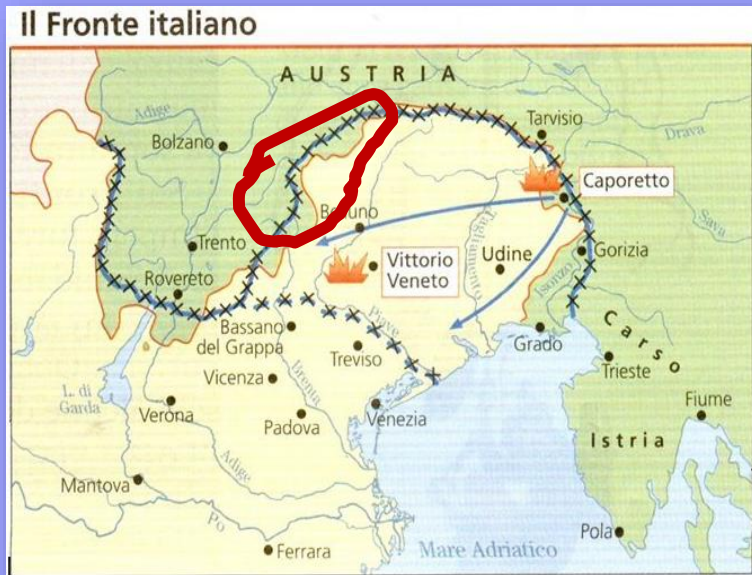 il Fronte italiano
AUSTRIA
Adige
Bolzano
Tarvisio
Drava
Caporetto
Sava
Trento
Belluno
Tagliamento
Vittorio
Veneto
Udine
Gorizia
Isonzo
Rovereto
Carso
Bassano
del Grappa
Piave
Grado
Treviso
Trieste
L. di
Garda
Vicenza
Brenta
Fiume
Verona
Padova
Venezia
Istria
Adige
Mantova
Po
Pola
Ferrara
Mare Adriatico